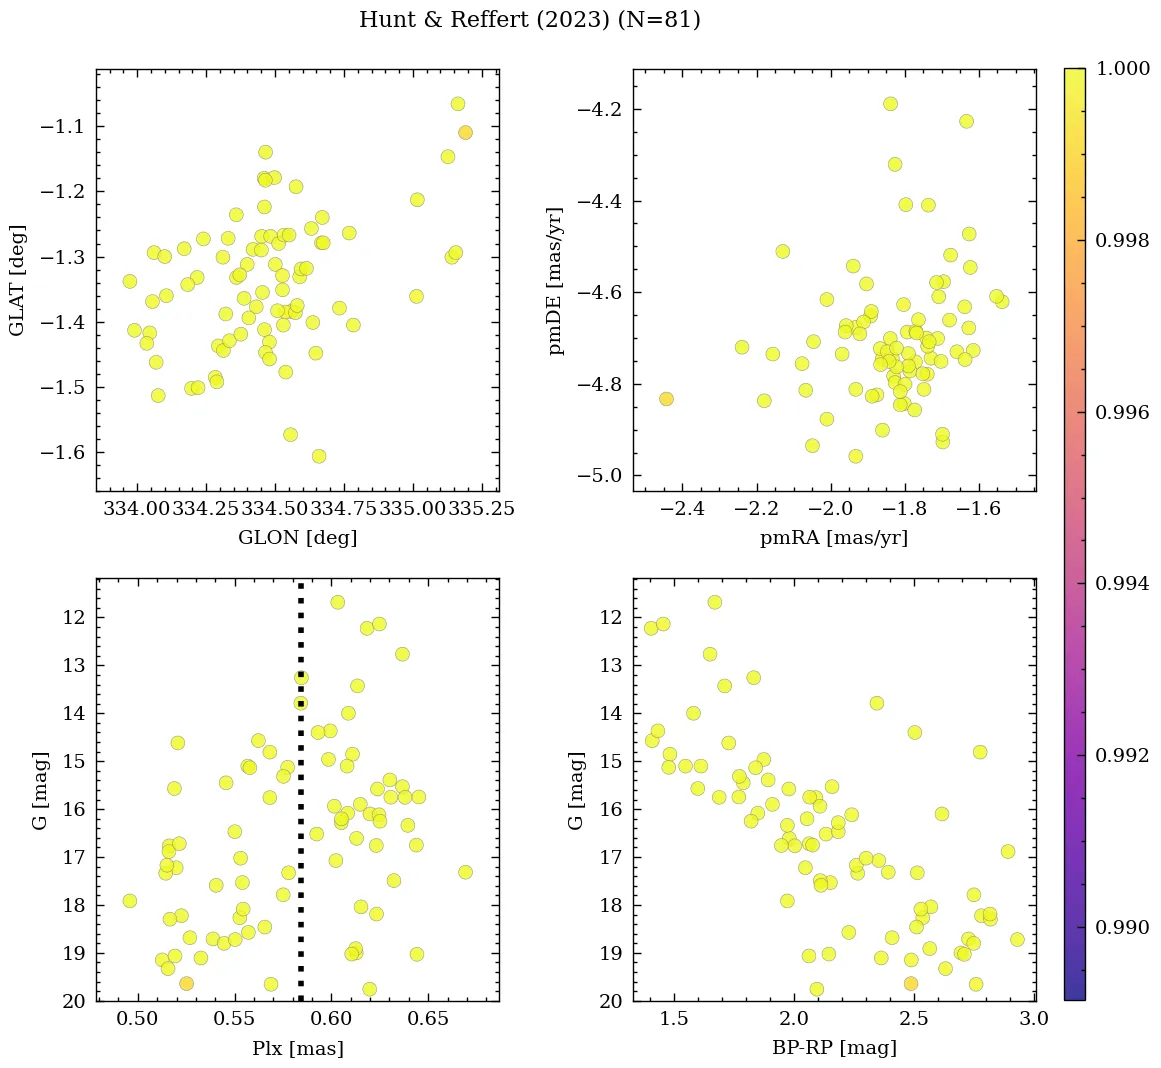 Hunt & Reffert (2023) (N=81)
−1.1
−1.2
−1.3
−1.4
−1.5
−1.6
GLAT [deg]
334.00 334.25 334.50 334.75 335.00 335.25
GLON [deg]
−4.2
−4.4
−4.6
−4.8
−5.0
pmDE [mas/yr]
−2.4 −2.2 −2.0 −1.8 −1.6
pmRA [mas/yr]
12
13
14
15
16
17
18
19
20
G [mag]
0.50 0.55 0.60 0.65
Plx [mas]
12
13
14
15
16
17
18
19
20
G [mag]
1.5 2.0 2.5 3.0
BP-RP [mag]
1.000
0.998
0.996
0.994
0.992
0.990